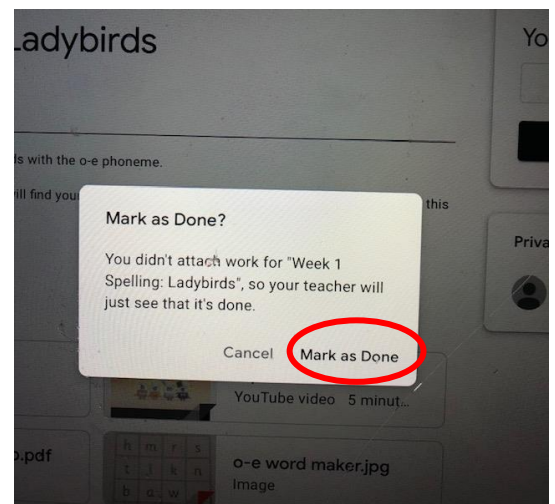 Ladybirds
Yo
ls with the o-e phoneme.
ill find you
this
Mark as Done?
You didn't attach work for "Week 1
Spelling: Ladybirds", so your teacher will
just see that it's done.
Cancel Mark as Done
Priva
YouTube video 5 minut...
o.pdf
h m r s
t i k n
b a w
o-e word maker.jpg
Image